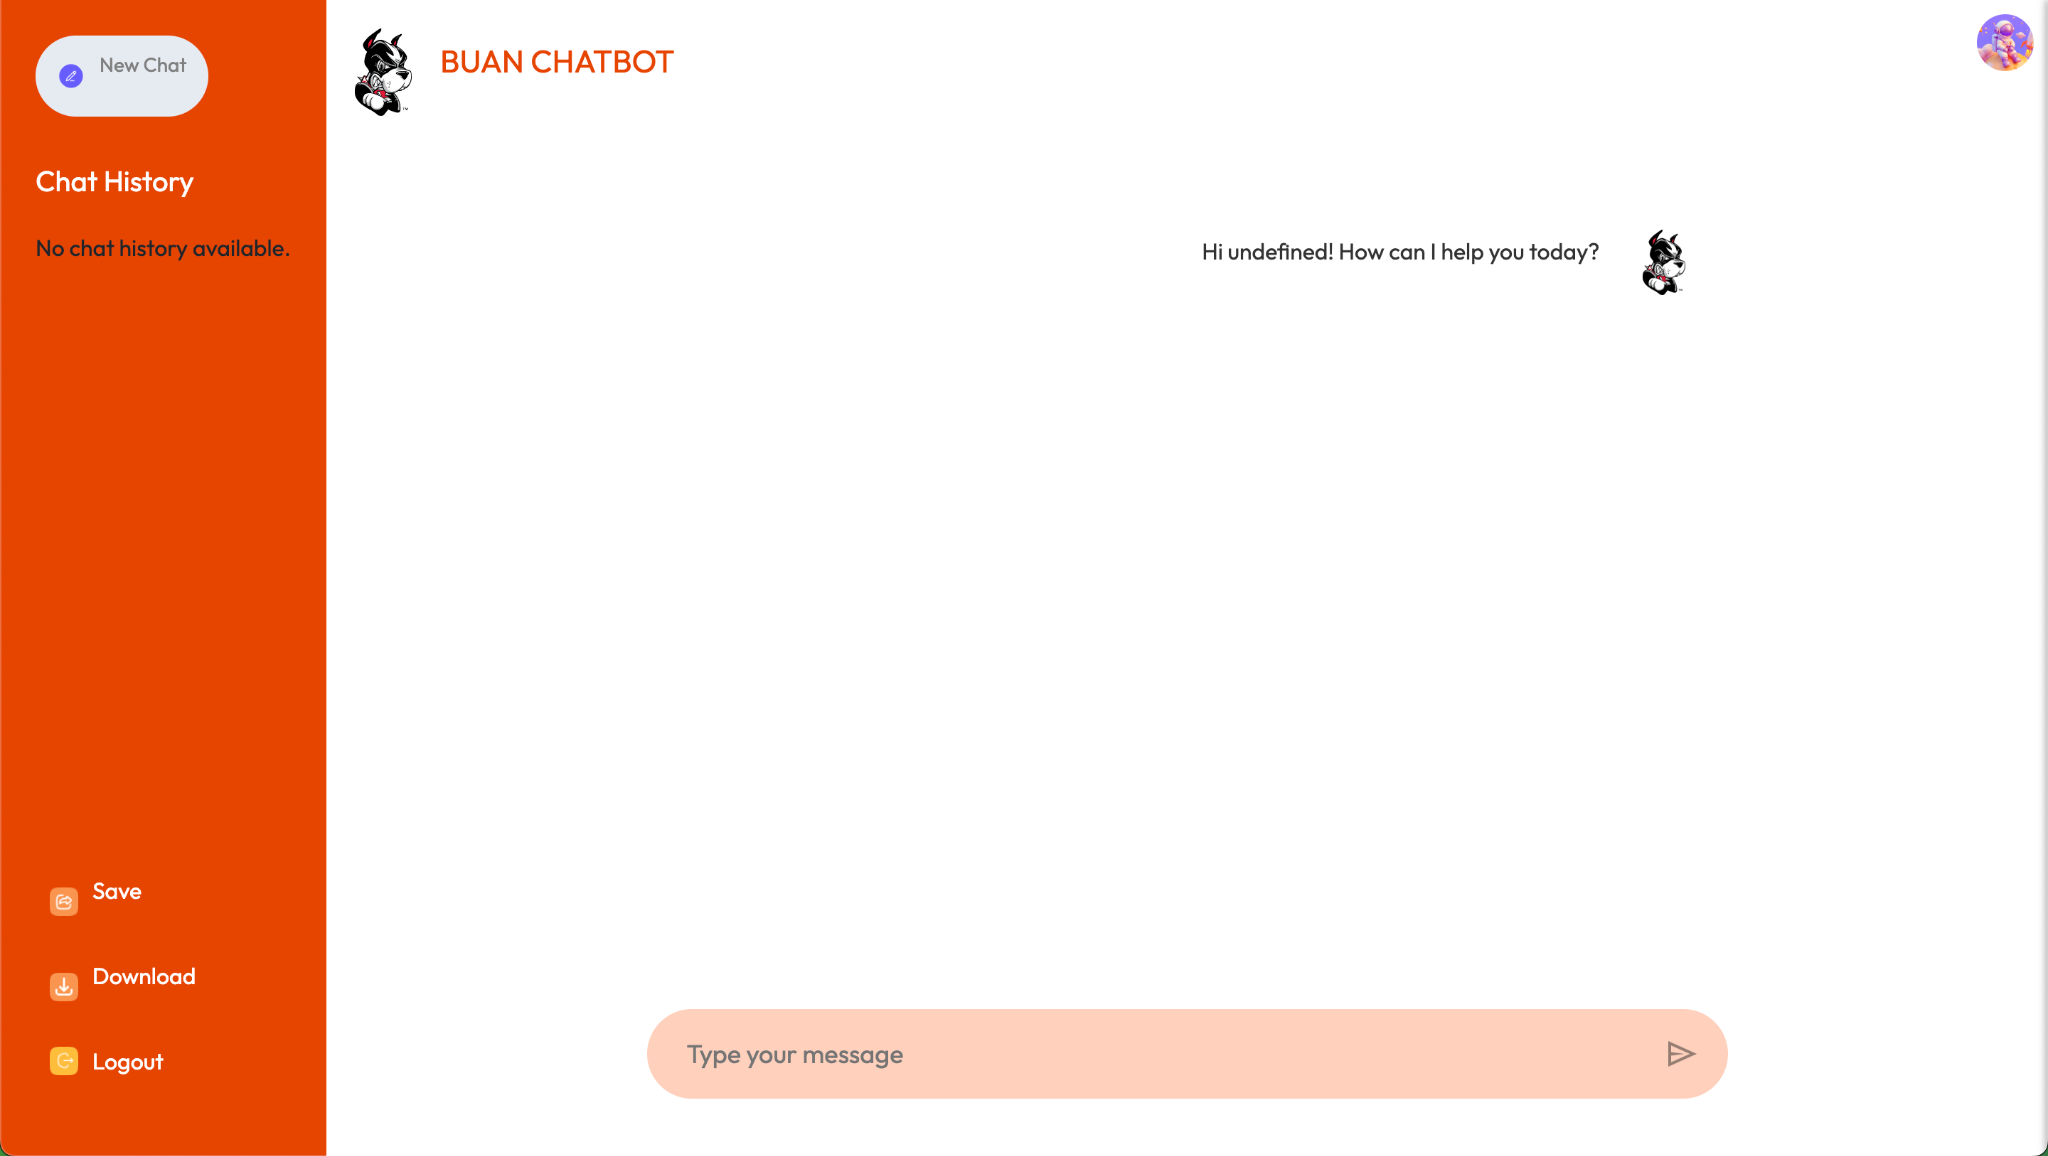 New Chat
Chat History
No chat history available.
Save
Download
Logout
BUAN CHATBOT
Hi undefined! How can I help you today?
Type your message